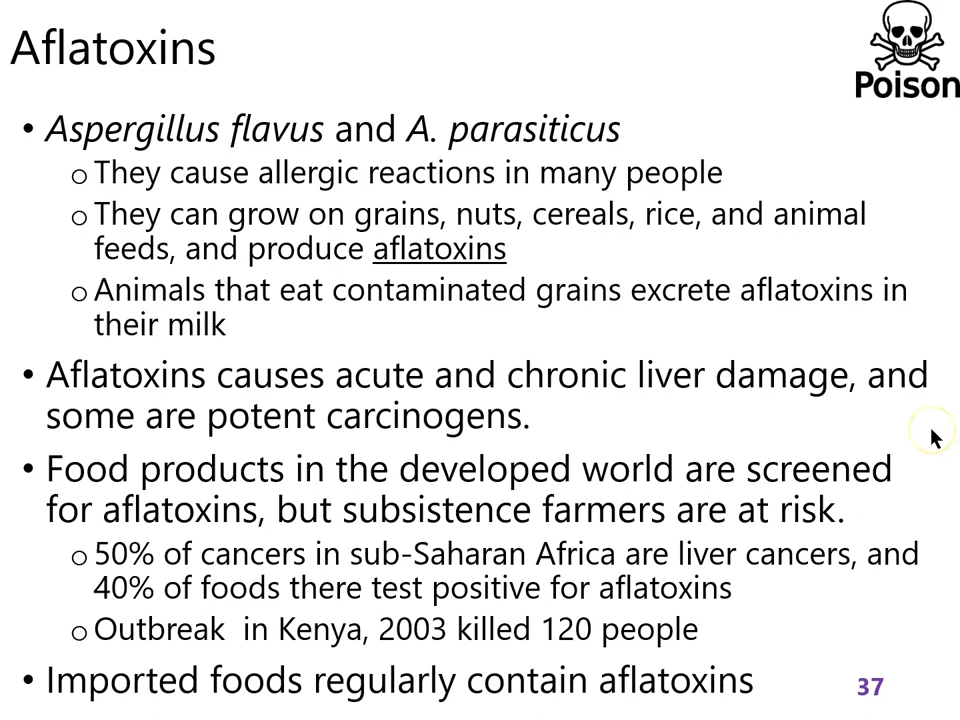 Aflatoxins
Poison
• Aspergillus flavus and A. parasiticus
o They cause allergic reactions in many people
o They can grow on grains, nuts, cereals, rice, and animal
feeds, and produce aflatoxins
o Animals that eat contaminated grains excrete aflatoxins in
their milk
• Aflatoxins causes acute and chronic liver damage, and
some are potent carcinogens.
• Food products in the developed world are screened
for aflatoxins, but subsistence farmers are at risk.
o 50% of cancers in sub-Saharan Africa are liver cancers, and
40% of foods there test positive for aflatoxins
o Outbreak  in Kenya, 2003 killed 120 people
• Imported foods regularly contain aflatoxins
37